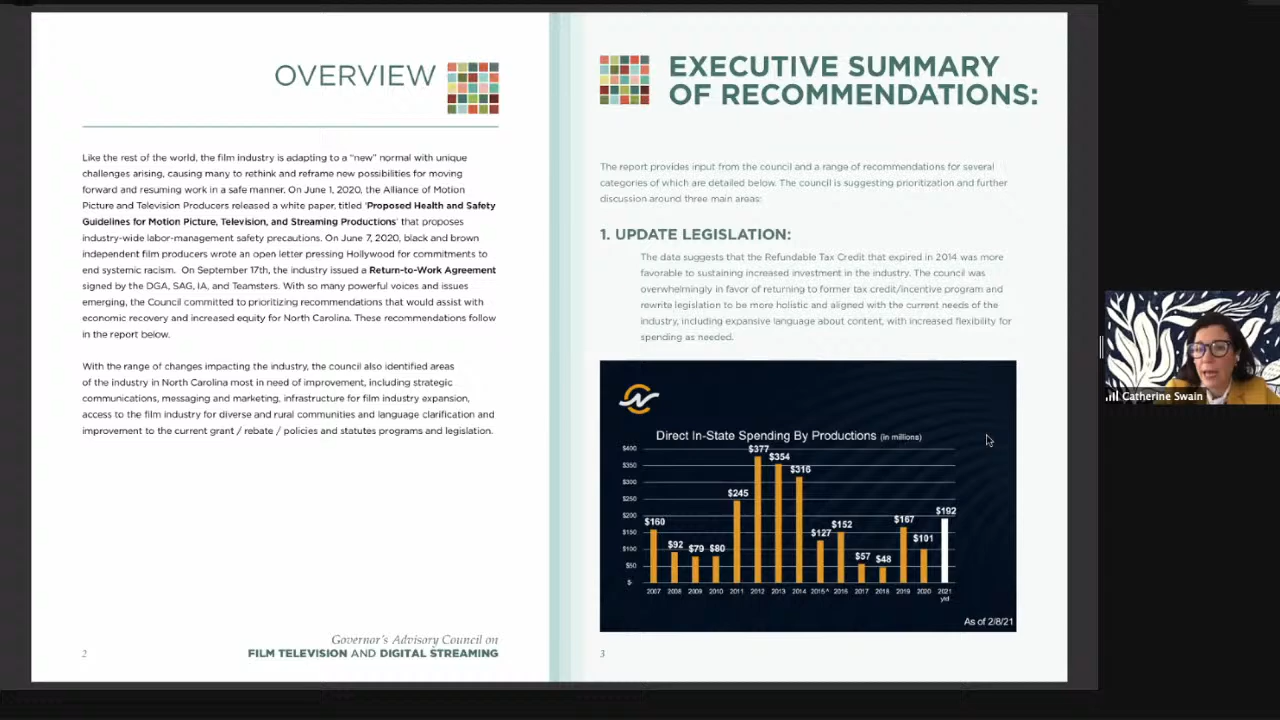 OVERVIEW
Like the rest of the world, the film industry is adapting to a "new" normal with unique
challenges arising, causing many to rethink and reframe new possibilities for moving
forward and resuming work in a safe manner. On June 1, 2020, the Alliance of Motion
Picture and Television Producers released a white paper, titled 'Proposed Health and Safety
Guidelines for Motion Picture, Television, and Streaming Productions' that proposes
industry-wide labor-management safety precautions. On June 7, 2020, black and brown
independent film producers wrote an open letter pressing Hollywood for commitments to
end systemic racism. On September 17th, the industry issued a Return-to-Work Agreement
signed by the DGA, SAG, IA, and Teamsters. With so many powerful voices and issues
emerging, the Council committed to prioritizing recommendations that would assist with
economic recovery and increased equity for North Carolina. These recommendations follow
in the report below.
With the range of changes impacting the industry, the council also identified areas
of the industry in North Carolina most in need of improvement, including strategic
communications, messaging and marketing, infrastructure for film industry expansion,
access to the film industry for diverse and rural communities and language clarification and
improvement to the current grant / rebate / policies and statutes programs and legislation.
Governor's Advisory Council on
2 FILM TELEVISION AND DIGITAL STREAMING
EXECUTIVE SUMMARY
OF RECOMMENDATIONS:
The report provides input from the council and a range of recommendations for several
categories of which are detailed below. The council is suggesting prioritization and further
discussion around three main areas:
1. UPDATE LEGISLATION:
The data suggests that the Refundable Tax Credit that expired in 2014 was more
favorable to sustaining increased investment in the industry. The council was
overwhelmingly in favor of returning to former tax credit/incentive program and
rewrite legislation to be more holistic and aligned with the current needs of the
industry, including expansive language about content, with increased flexibility for
spending as needed.
Direct In-State Spending By Productions (in millions)
$400
$350
$300
$250
$200
$150
$100
$50
$-
$160 $92 $79 $80 $245 $377 $354 $316 $127 $152 $57 $48 $167 $101 $192
2007 2008 2009 2010 2011 2012 2013 2014 2015^ 2016 2017 2018 2019 2020 2021
ytd
As of 2/8/21
3
Catherine Swain